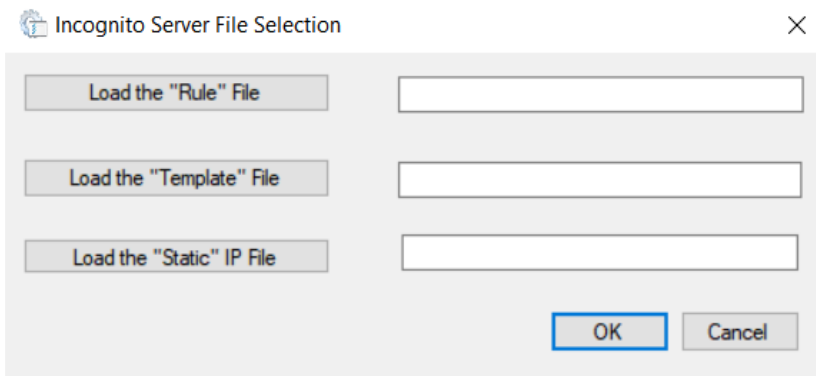 Incognito Server File Selection
Load the "Rule" File
Load the "Template" File
Load the "Static" IP File
OK
Cancel